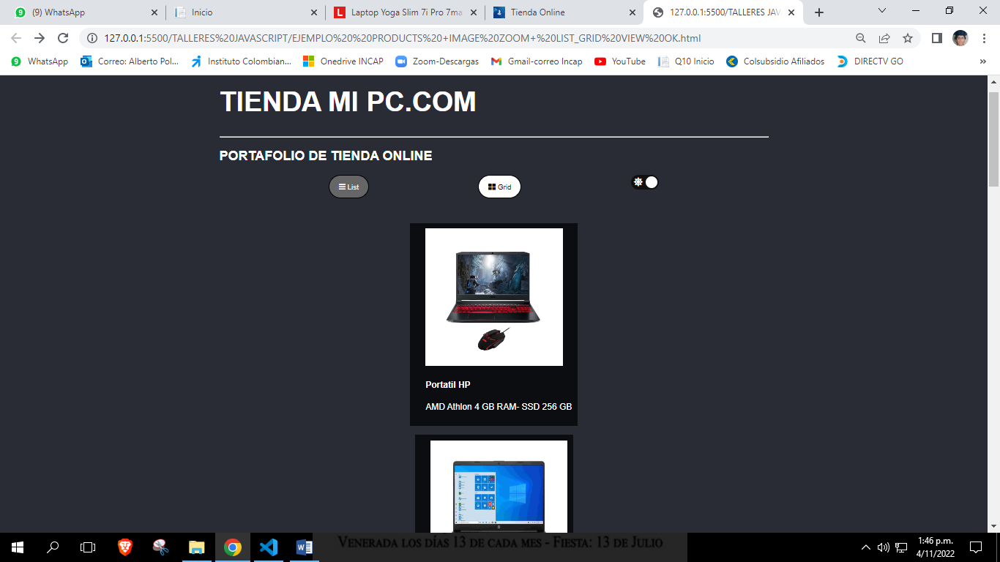 (9) WhatsApp
Inicio
Laptop Yoga Slim 7i Pro 7ma
Tienda Online
127.0.0.1:5500/TALLERES JAV
127.0.0.1:5500/TALLERES%20JAVASCRIPT/EJEMPLO%20%20PRODUCTS%20+IMAGE%20ZOOM+%20LIST_GRID%20VIEW%20OK.html
WhatsApp
Correo: Alberto Pol...
Instituto Colombian...
Onedrive INCAP
Zoom-Descargas
Gmail-correo Incap
YouTube
Q10 Inicio
Colsubsidio Afiliados
DIRECTV GO
»
TIENDA MI PC.COM
PORTAFOLIO DE TIENDA ONLINE
List
Grid
Portatil HP
AMD Athlon 4 GB RAM- SSD 256 GB
Venerada los días 13 de cada mes - Fiesta: 13 de Julio
1:46 p.m.
4/11/2022